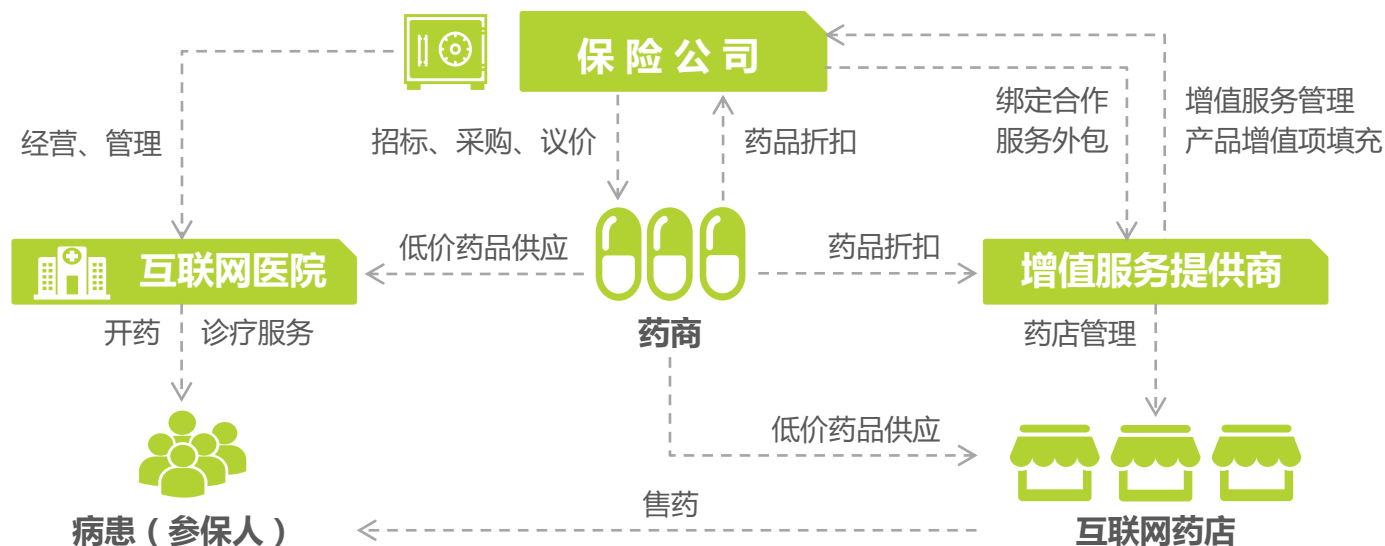 保险公司
经营、管理
招标、采购、议价
药品折扣
绑定合作
服务外包
增值服务管理
产品增值项填充
互联网医院
低价药品供应
药品折扣
增值服务提供商
开药
诊疗服务
药商
药店管理
低价药品供应
售药
病患（参保人）
互联网药店